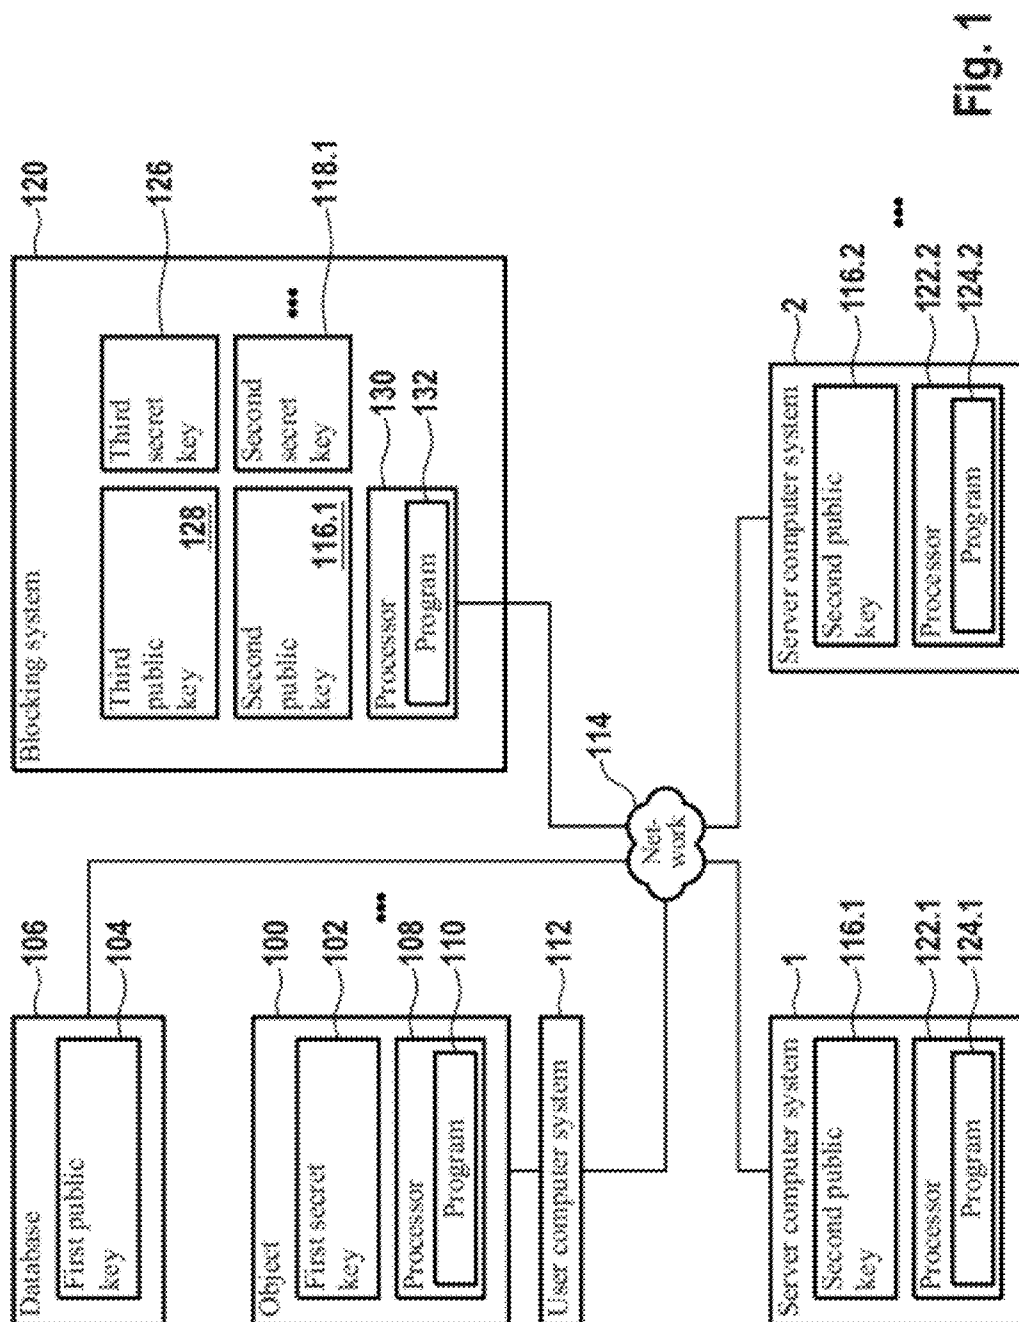 Database
First public
key
106
104
Object
First secret
key
Processor
Program
100
102
•••
108
110
User computer system
112
Blocking system
Third
public
key
128
Third
secret
key
Second
public
key
116.1
Second
secret
key
•••
Processor
Program
120
126
118.1
130
132
Net-
work
114
Server computer system
Second public
key
Processor
Program
1
116.1
122.1
124.1
Server computer system
Second public
key
Processor
Program
2
116.2
122.2
124.2
•••
Fig. 1